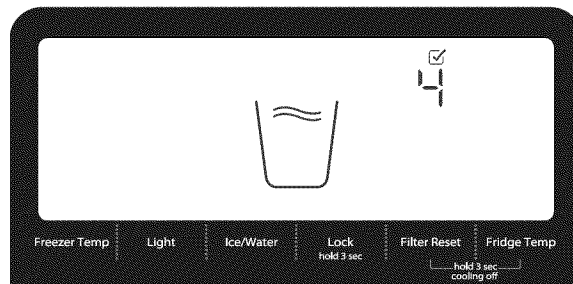 4
Freezer Temp Light Ice/Water Lock Filter Reset Fridge Temp
hold 3 sec
hold 3 sec
cooling off